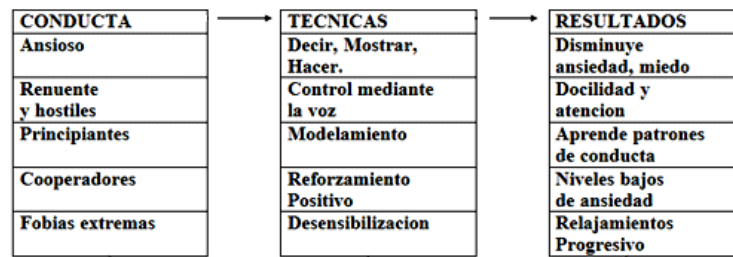 CONDUCTA
Ansioso
Renuente
y hostiles
Principiantes
Cooperadores
Fobias extremas
TECNICAS
Decir, Mostrar,
Hacer.
Control mediante
la voz
Modelamiento
Reforzamiento
Positivo
Desensibilizacion
RESULTADOS
Disminuye
ansiedad, miedo
Docilidad y
atencion
Aprende patrones
de conducta
Niveles bajos
de ansiedad
Relajamientos
Progresivo